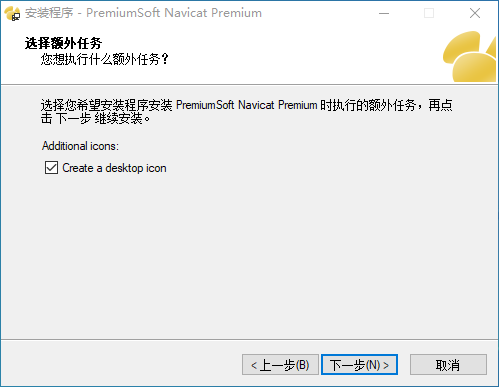 安装程序 - PremiumSoft Navicat Premium
选择额外任务
您想执行什么额外任务?
选择您希望安装程序安装 PremiumSoft Navicat Premium 时执行的额外任务，再点
击 下一步 继续安装。
Additional icons:
Create a desktop icon
< 上一步(B)
下一步(N) >
取消